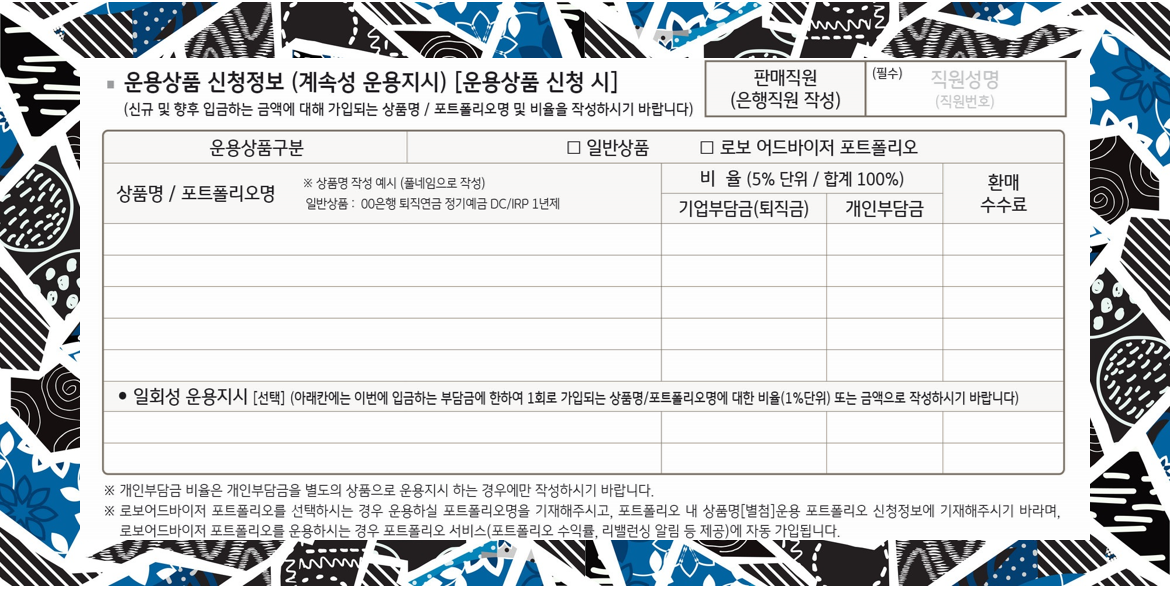 ■ 운용상품 신청정보 (계속성 운용지시) [운용상품 신청 시]
(신규 및 향후 입금하는 금액에 대해 가입되는 상품명 / 포트폴리오명 및 비율을 작성하시기 바랍니다)
판매직원
(은행직원 작성)
(필수)
직원성명
(직원번호)
운용상품구분
□ 일반상품 □ 로보 어드바이저 포트폴리오
상품명 / 포트폴리오명
※ 상품명 작성 예시 (풀네임으로 작성)
일반상품 : 00은행 퇴직연금 정기예금 DC/IRP 1년제
비 율 (5% 단위 / 합계 100%)
기업부담금(퇴직금)
개인부담금
환매
수수료
● 일회성 운용지시 [선택] (아래칸에는 이번에 입금하는 부담금에 한하여 1회로 가입되는 상품명/포트폴리오명에 대한 비율(1%단위) 또는 금액으로 작성하시기 바랍니다)
※ 개인부담금 비율은 개인부담금을 별도의 상품으로 운용지시 하는 경우에만 작성하시기 바랍니다.
※ 로보어드바이저 포트폴리오를 선택하시는 경우 운용하실 포트폴리오명을 기재해주시고, 포트폴리오 내 상품명[별첨]운용 포트폴리오 신청정보에 기재해주시기 바라며,
로보어드바이저 포트폴리오를 운용하시는 경우 포트폴리오 서비스(포트폴리오 수익률, 리밸런싱 알림 등 제공)에 자동 가입됩니다.